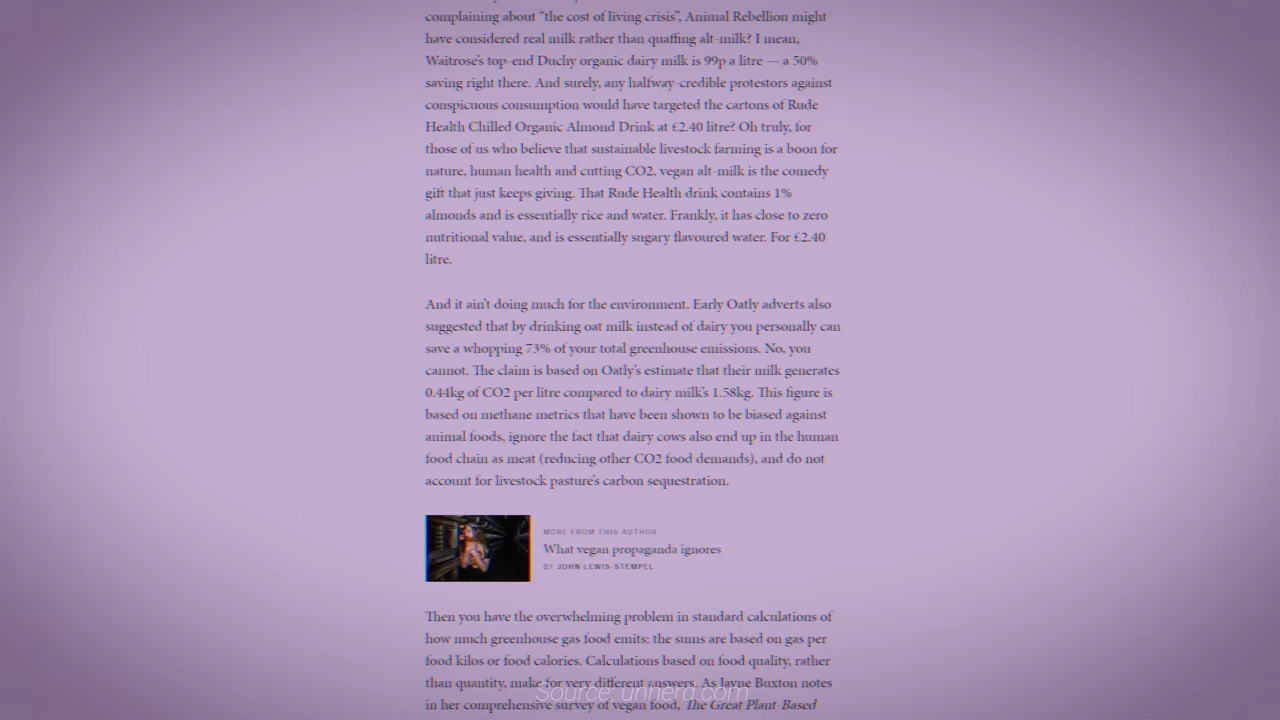 complaining about “the cost of living crisis”, Animal Rebellion might
have considered real milk rather than quaffing alt-milk? I mean,
Waitrose’s top-end Duchy organic dairy milk is 99p a litre — a 50%
saving right there. And surely, any halfway-credible protestors against
conspicuous consumption would have targeted the cartons of Rude
Health Chilled Organic Almond Drink at £2.40 litre? Oh truly, for
those of us who believe that sustainable livestock farming is a boon for
nature, human health and cutting CO2, vegan alt-milk is the comedy
gift that just keeps giving. That Rude Health drink contains 1%
almonds and is essentially rice and water. Frankly, it has close to zero
nutritional value, and is essentially sugary flavoured water. For £2.40
litre.
And it ain’t doing much for the environment. Early Oatly adverts also
suggested that by drinking oat milk instead of dairy you personally can
save a whopping 73% of your total greenhouse emissions. No, you
cannot. The claim is based on Oatly’s estimate that their milk generates
0.44kg of CO2 per litre compared to dairy milk’s 1.58kg. This figure is
based on methane metrics that have been shown to be biased against
animal foods, ignore the fact that dairy cows also end up in the human
food chain as meat (reducing other CO2 food demands), and do not
account for livestock pasture’s carbon sequestration.
MORE FROM THIS AUTHOR
What vegan propaganda ignores
BY JOHN LEWIS-STEMPEL
Then you have the overwhelming problem in standard calculations of
how much greenhouse gas food emits: the sums are based on gas per
food kilos or food calories. Calculations based on food quality, rather
than quantity, make for very different answers. As Jayne Buxton notes
in her comprehensive survey of vegan food, The Great Plant-Based
Source: unherd.com